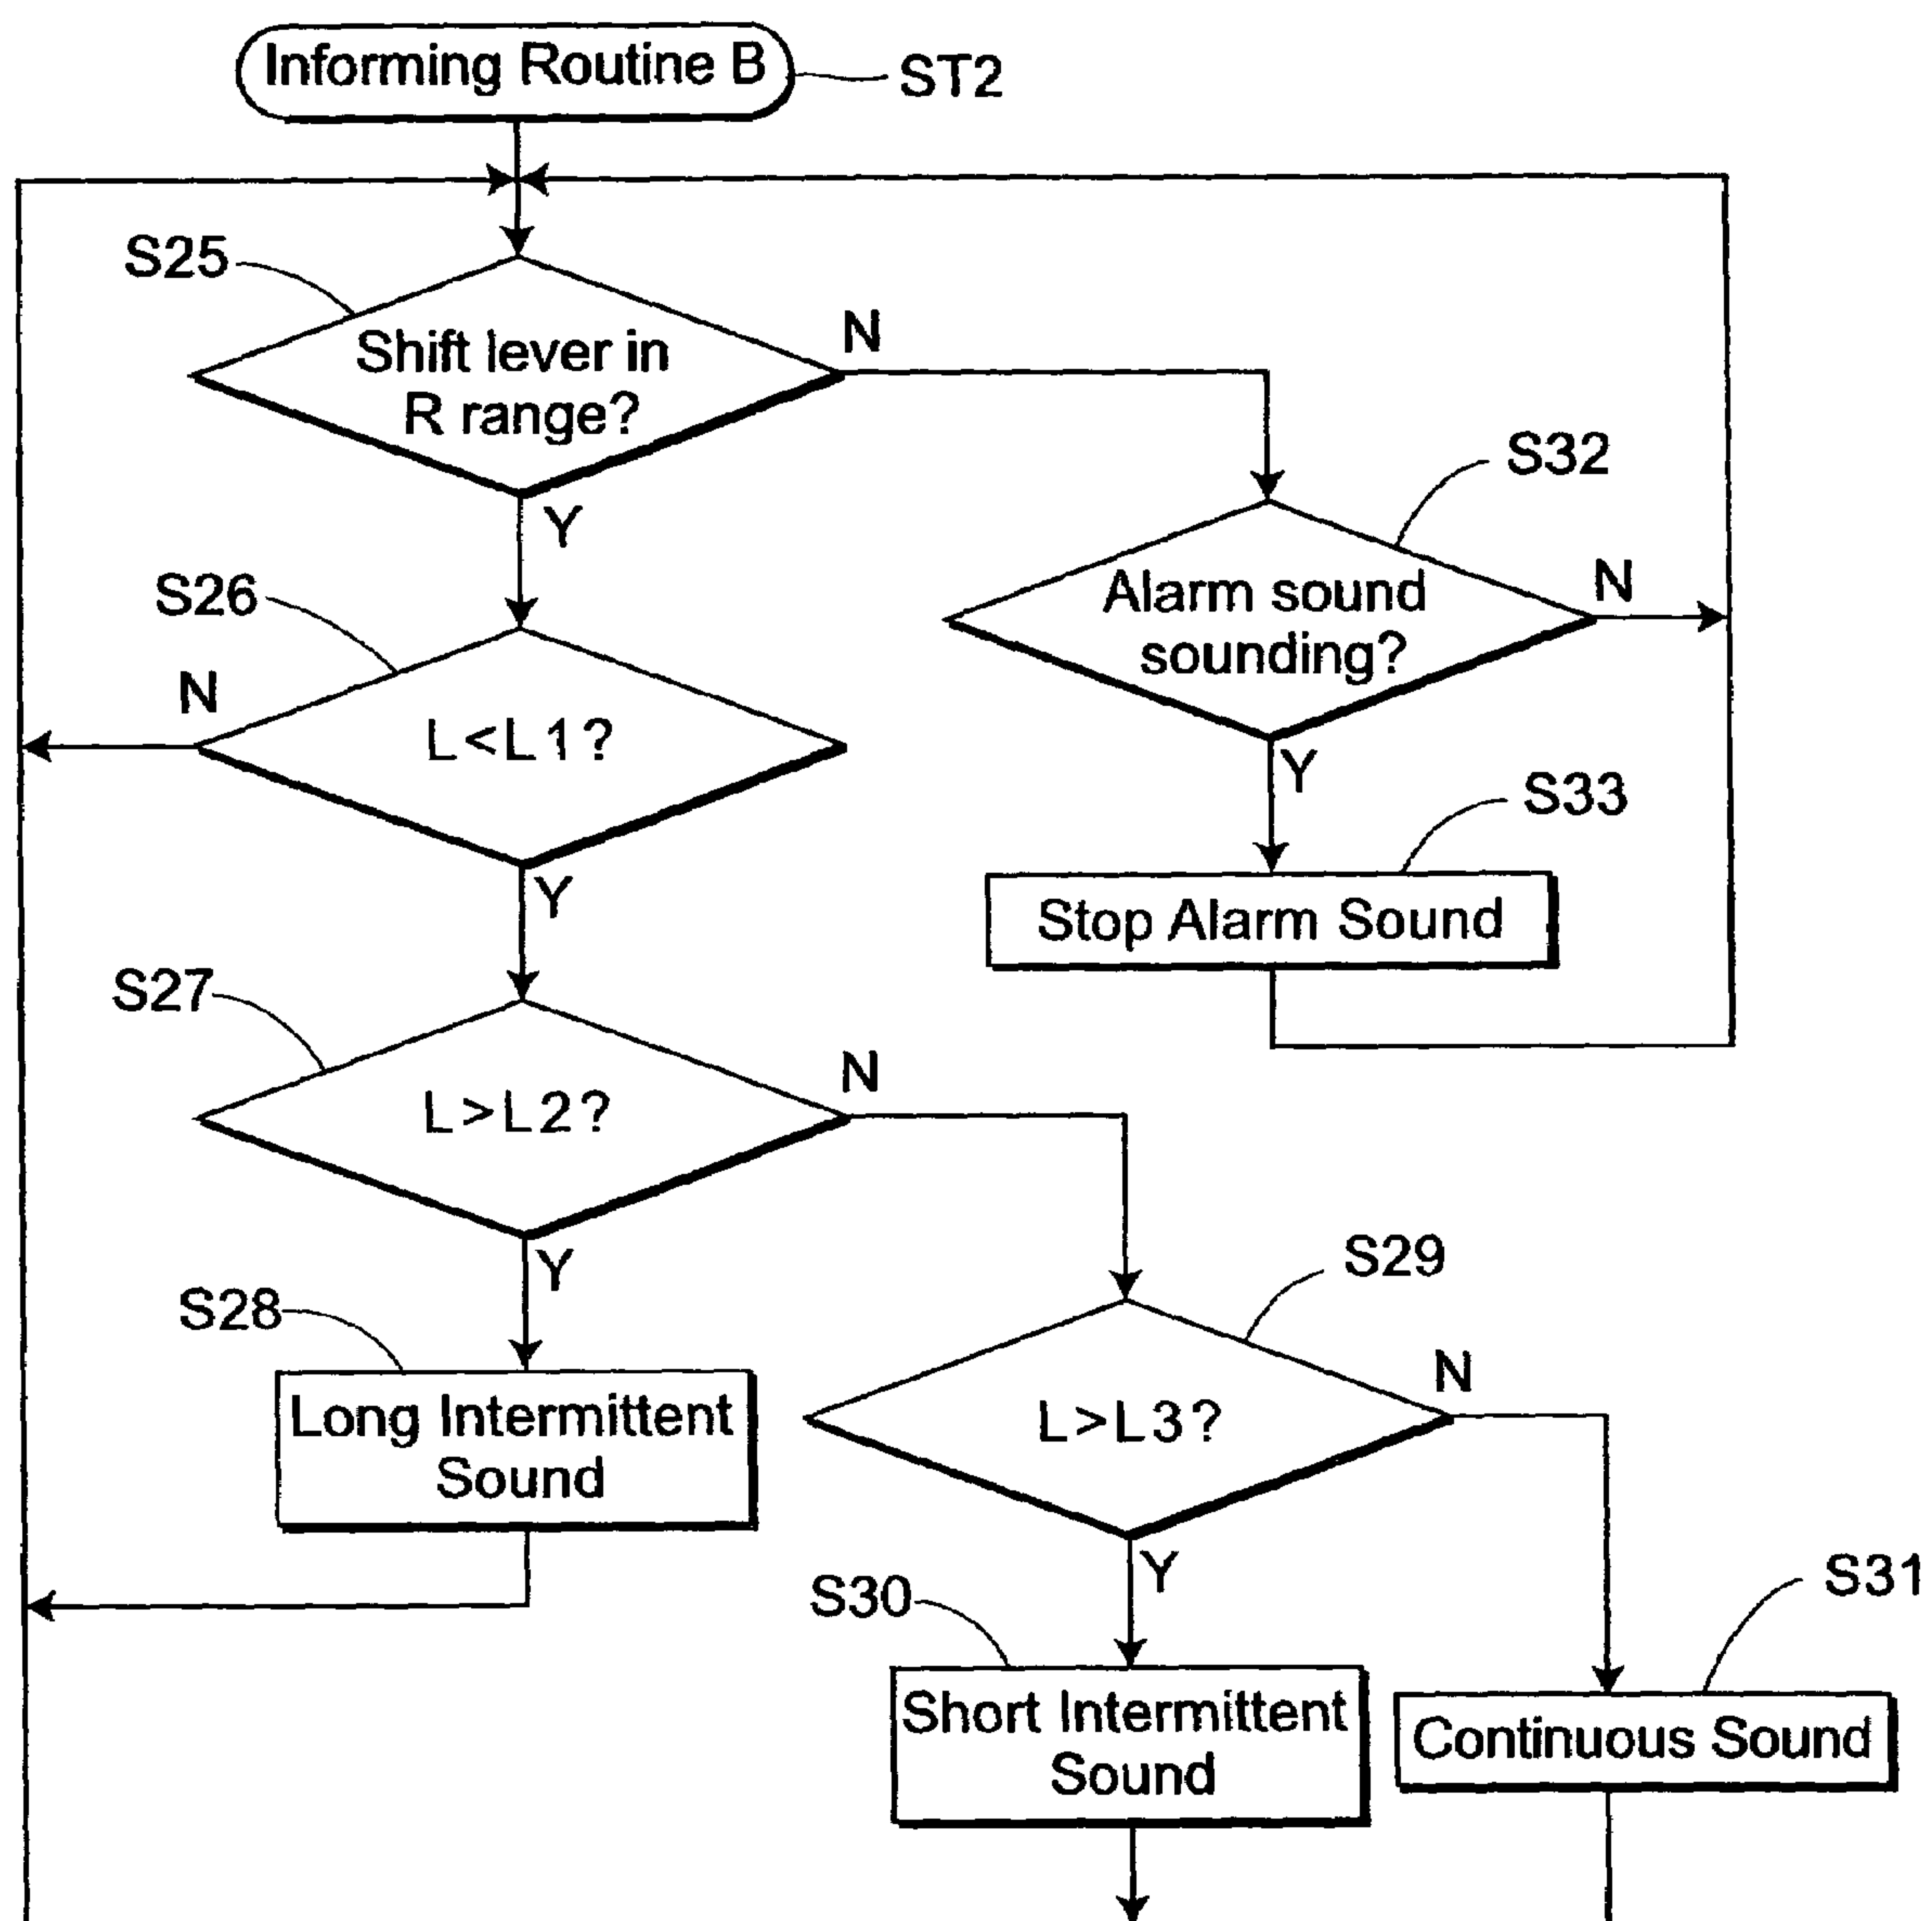 Informing Routine B
ST2
S25
Shift lever in
R range?
N
Y
S32
Alarm sound
sounding?
N
Y
S26
L<L1?
N
Y
S33
Stop Alarm Sound
S27
L>L2?
N
Y
S28
Long Intermittent
Sound
S29
L>L3?
N
Y
S30
Short Intermittent
Sound
S31
Continuous Sound